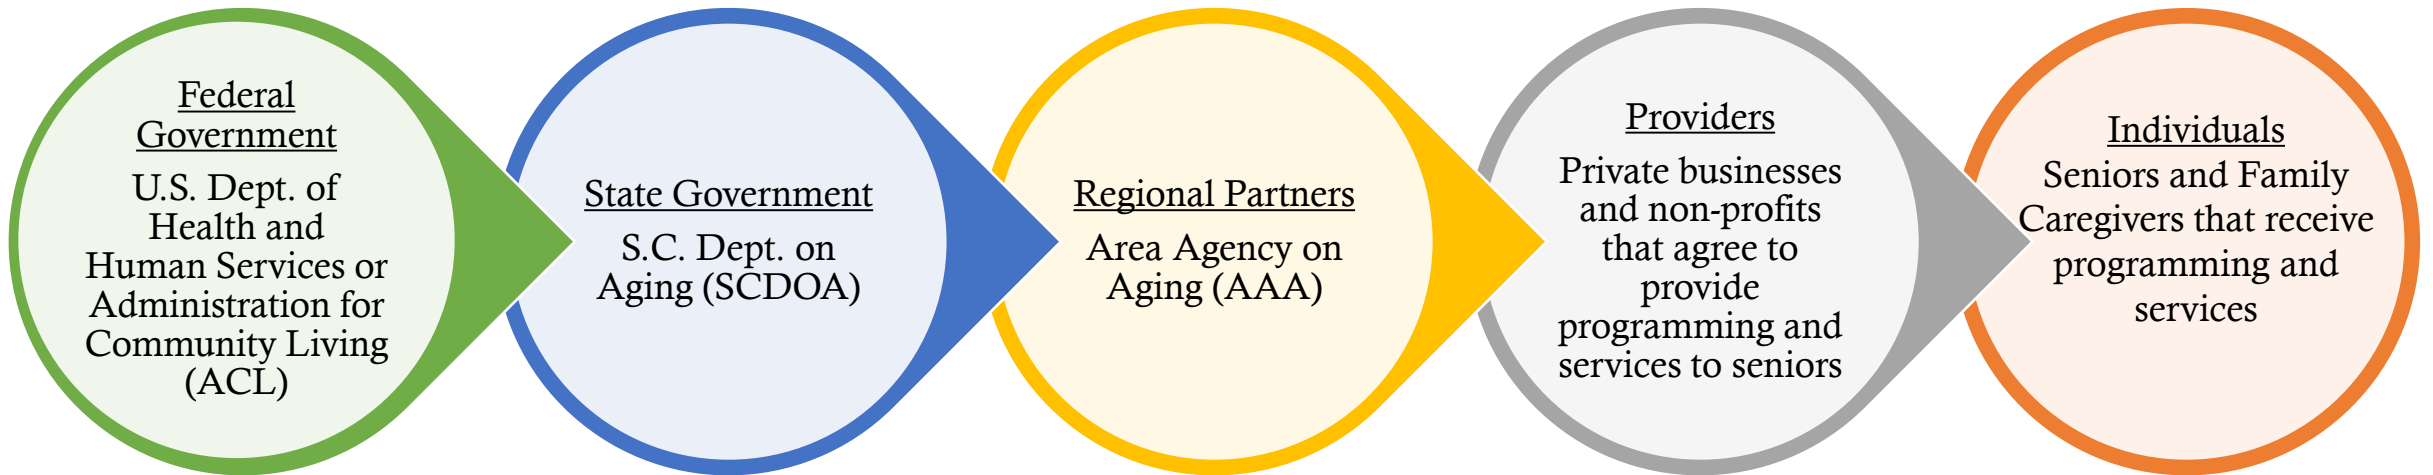 Federal
Government
U.S. Dept. of
Health and
Human Services or
Administration for
Community Living
(ACL)
State Government
S.C. Dept. on
Aging (SCDOA)
Regional Partners
Area Agency on
Aging (AAA)
Providers
Private businesses
and non-profits
that agree to
provide
programming and
services to seniors
Individuals
Seniors and Family
Caregivers that receive
programming and
services